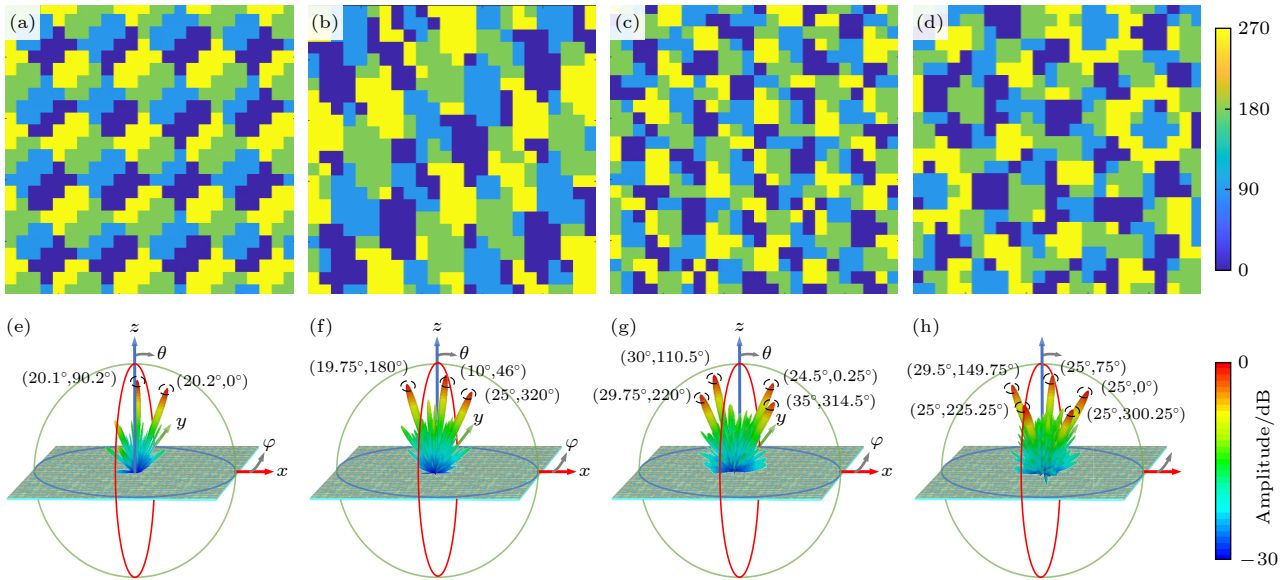 (a)
(b)
(c)
(d)
270
180
90
0
(e)
z
θ
(20.1°,90.2°)
(20.2°,0°)
y
φ
x
(f)
z
θ
(19.75°,180°)
(10°,46°)
(25°,320°)
y
φ
x
(g)
z
θ
(30°,110.5°)
(24.5°,0.25°)
(29.75°,220°)
(35°,314.5°)
y
φ
x
(h)
(29.5°,149.75°)
(25°,75°)
(25°,0°)
(25°,225.25°)
(25°,300.25°)
0
Amplitude/dB
−30